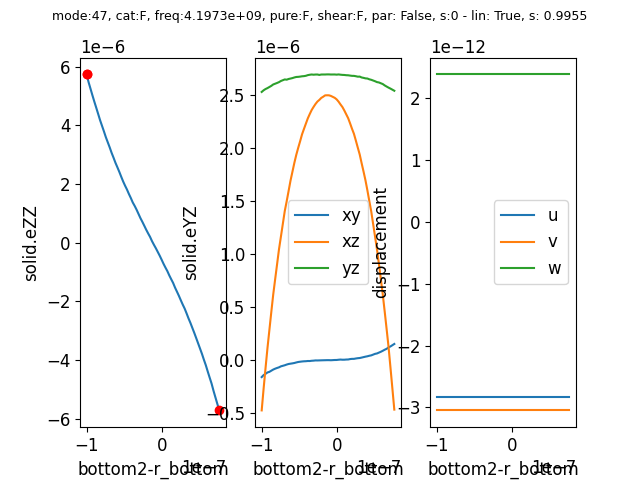 mode:47, cat:F, freq:4.1973e+09, pure:F, shear:F, par: False, s:0 - lin: True, s: 0.9955
1e−6
1e−6
1e−12
6
4
2
0
−2
−4
−6
solid.eZZ
−1
0
1e−7
bottom2-r_bottom
2.5
2.0
1.5
1.0
0.5
0.0
−0.5
solid.eYZ
xy
xz
yz
−1
0
1e−7
bottom2-r_bottom
2
1
0
−1
−2
−3
displacement
u
v
w
−1
0
1e−7
bottom2-r_bottom